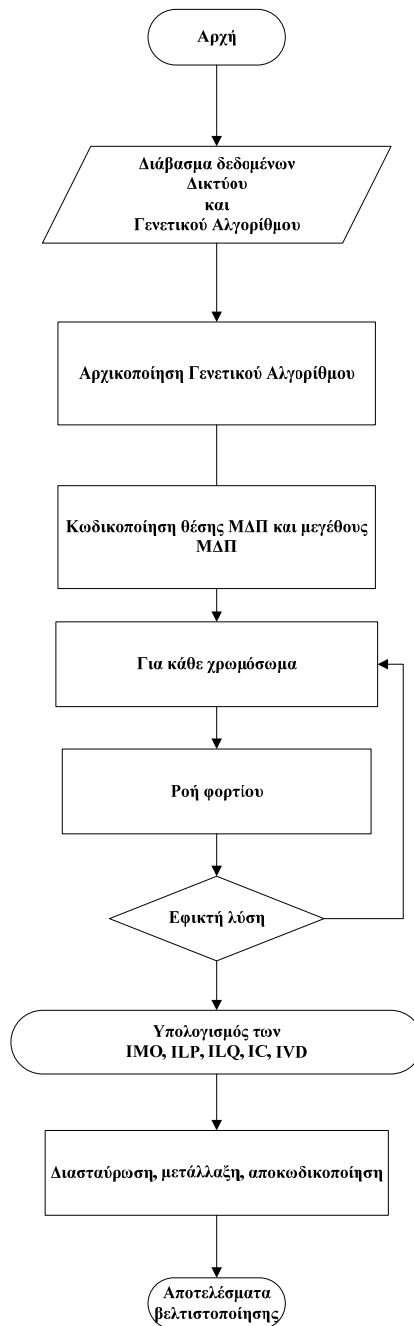 Αρχή
Διάβασμα δεδομένων
Δικτύου
και
Γενετικού Αλγορίθμου
Αρχικοποίηση Γενετικού Αλγορίθμου
Κωδικοποίηση θέσης ΜΔΠ και μεγέθους
ΜΔΠ
Για κάθε χρωμόσωμα
Ροή φορτίου
Εφικτή λύση
Υπολογισμός των
IMO, ILP, ILQ, IC, IVD
Διασταύρωση, μετάλλαξη, αποκωδικοποίηση
Αποτελέσματα
βελτιστοποίησης